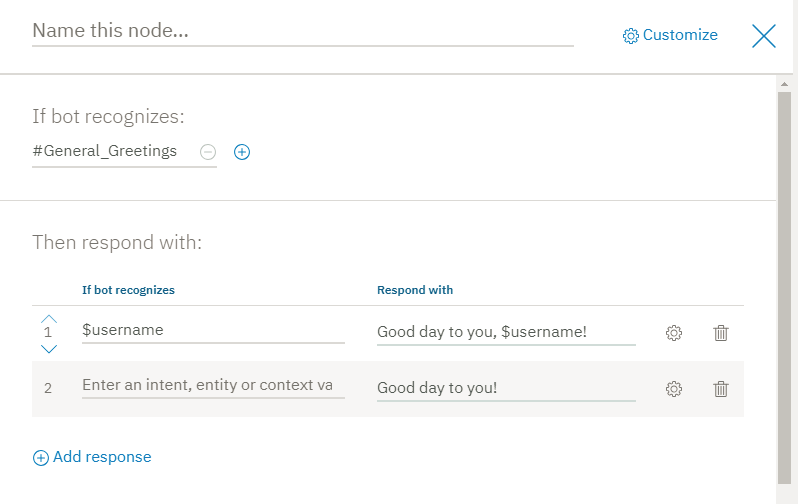 Name this node...
Customize
If bot recognizes:
#General_Greetings
Then respond with:
If bot recognizes
Respond with
1
$username
Good day to you, $username!
2
Enter an intent, entity or context va
Good day to you!
Add response